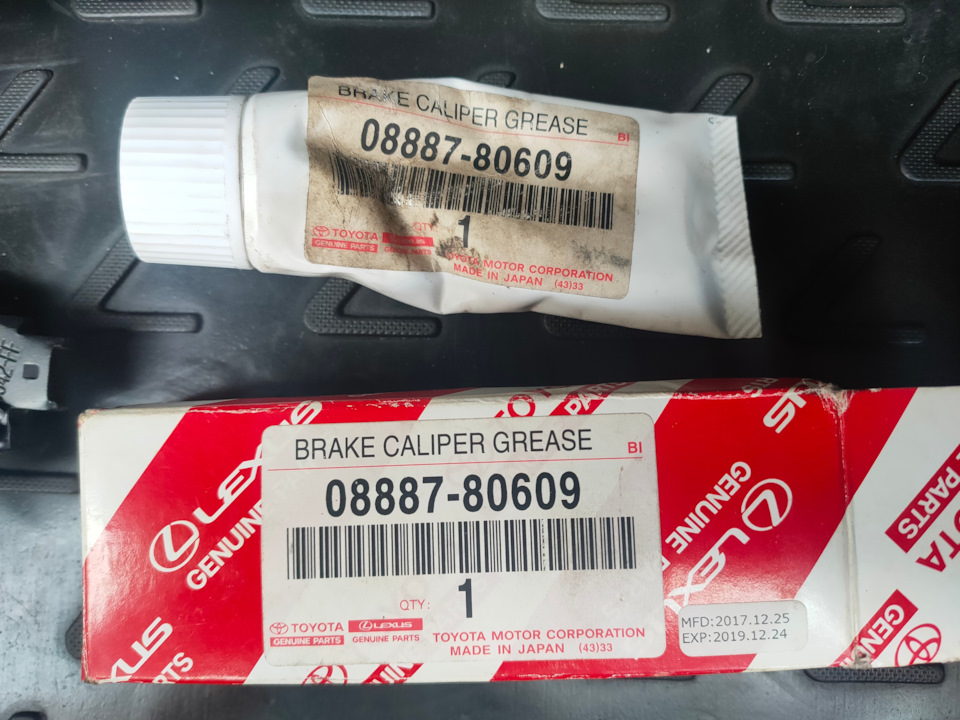 BRAKE CALIPER GREASE
BI
08887-80609
QTY
1
TOYOTA
GENUINE PARTS
GENUINE PARTS
TOYOTA MOTOR CORPORATION
MADE IN JAPAN (43)33
LEXUS
GENUINE
TOYOTA
PARTS
LEXUS
BRAKE CALIPER GREASE
BI
08887-80609
QTY:
1
TOYOTA
GENUINE PARTS
LEXUS
GENUINE PARTS
TOYOTA MOTOR CORPORATION
MADE IN JAPAN (43)33
LEXUS
GENUINE
MFD:2017.12.25
EXP:2019.12.24
PARTS
GENUINE